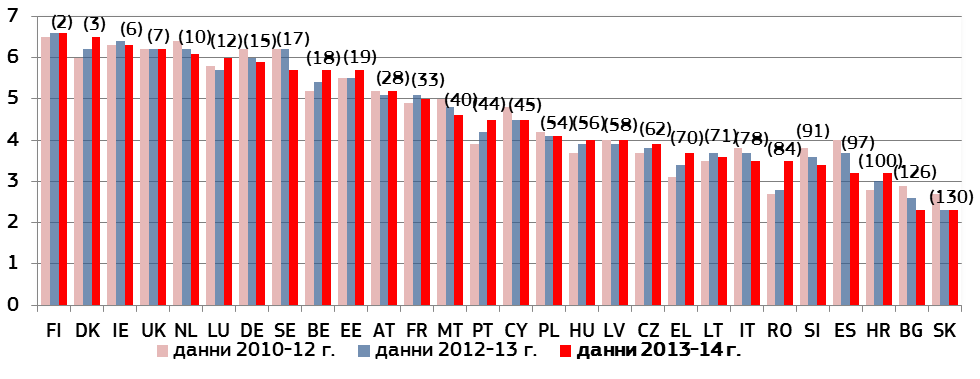 7
(2) (3) (6) (7) (10) (12) (15) (17) (18) (19) (28) (33) (40) (44) (45) (54) (56) (58) (62) (70) (71) (78) (84) (91) (97) (100) (126) (130)
6
5
4
3
2
1
0
FI DK IE UK NL LU DE SE BE EE AT FR MT PT CY PL HU LV CZ EL LT IT RO SI ES HR BG SK
данни 2010-12 г. данни 2012-13 г. данни 2013-14 г.